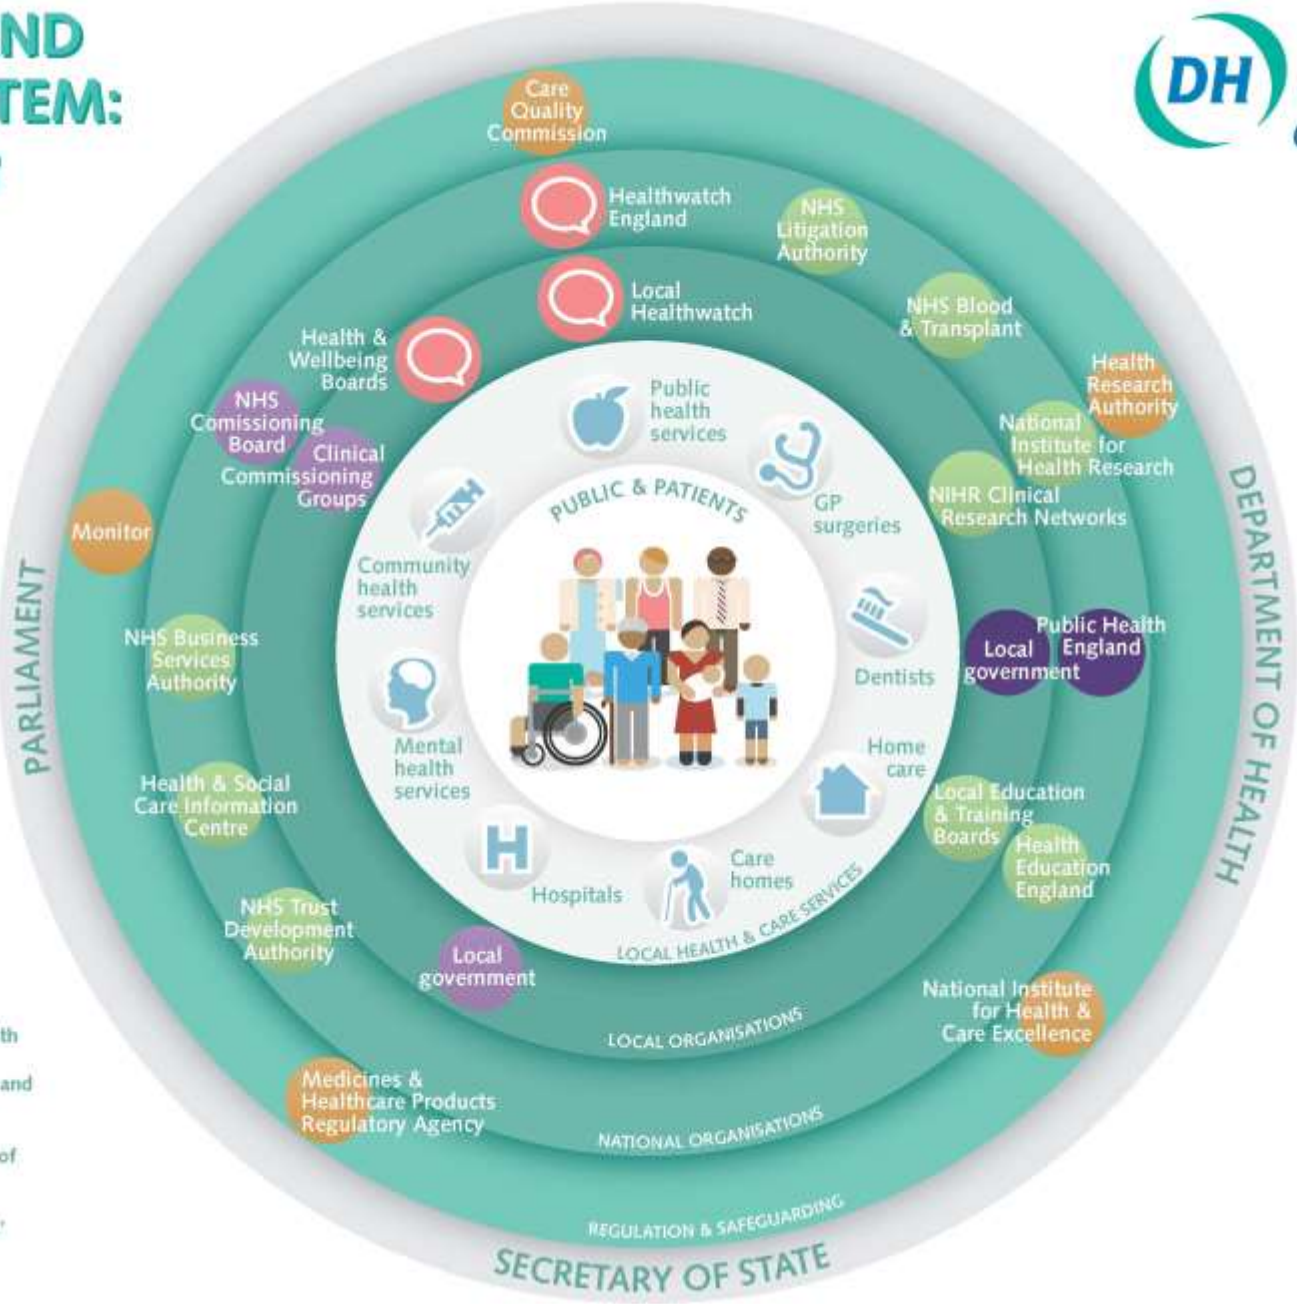 ND
TEM:
DH
Care
Quality
Commission
Healthwatch
England
NHS
Litigation
Authority
Local
Healthwatch
NHS Blood
& Transplant
Health &
Wellbeing
Boards
Health
Research
Authority
NHS
Comissioning
Board
Clinical
Commissioning
Groups
National
Institute for
Health Research
NIHR Clinical
Research Networks
Public
health
services
GP
surgeries
PUBLIC & PATIENTS
Monitor
Community
health
services
Dentists
PARLIAMENT
DEPARTMENT OF HEALTH
NHS Business
Services
Authority
Local
government
Public Health
England
Mental
health
services
Home
care
Health & Social
Care Information
Centre
Local Education
& Training
Boards
Health
Education
England
H
Hospitals
Care
homes
LOCAL HEALTH & CARE SERVICES
NHS Trust
Development
Authority
Local
government
National Institute
for Health &
Care Excellence
LOCAL ORGANISATIONS
Medicines &
Healthcare Products
Regulatory Agency
NATIONAL ORGANISATIONS
REGULATION & SAFEGUARDING
SECRETARY OF STATE
th
and
of